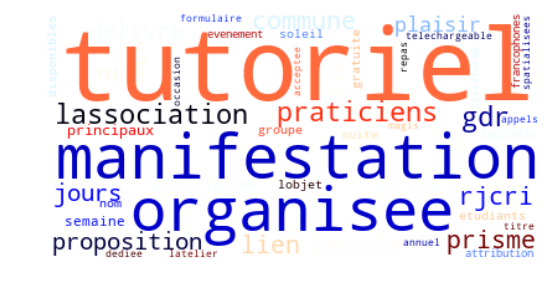 formulaire
commune
plaisir
disponibles
evenement
soleil
telechargeable
gratuite
francophones
spatialisees
tutoriel
repas
occasion
acceptee
lassociation
praticiens
gdr
appels
principaux
groupe
magis
suite
manifestation
lobjet
jours
nom
organisee
rjcri
semaine
etudiants
titre
proposition
lien
annuel
prisme
dediee
latelier
attribution